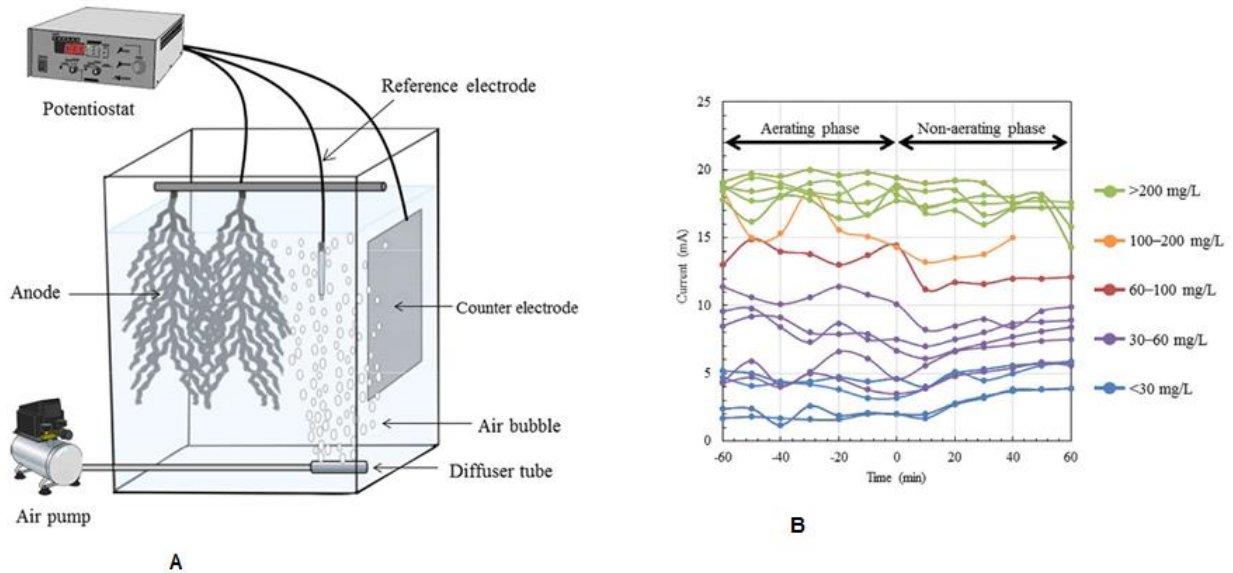 Potentiostat
Reference electrode
Anode
Counter electrode
Air bubble
Diffuser tube
Air pump
A
25
20
15
10
5
0
Current (mA)
Aerating phase
Non-aerating phase
-60
-40
-20
0
20
40
60
Time (min)
>200 mg/L
100–200 mg/L
60–100 mg/L
30–60 mg/L
<30 mg/L
B